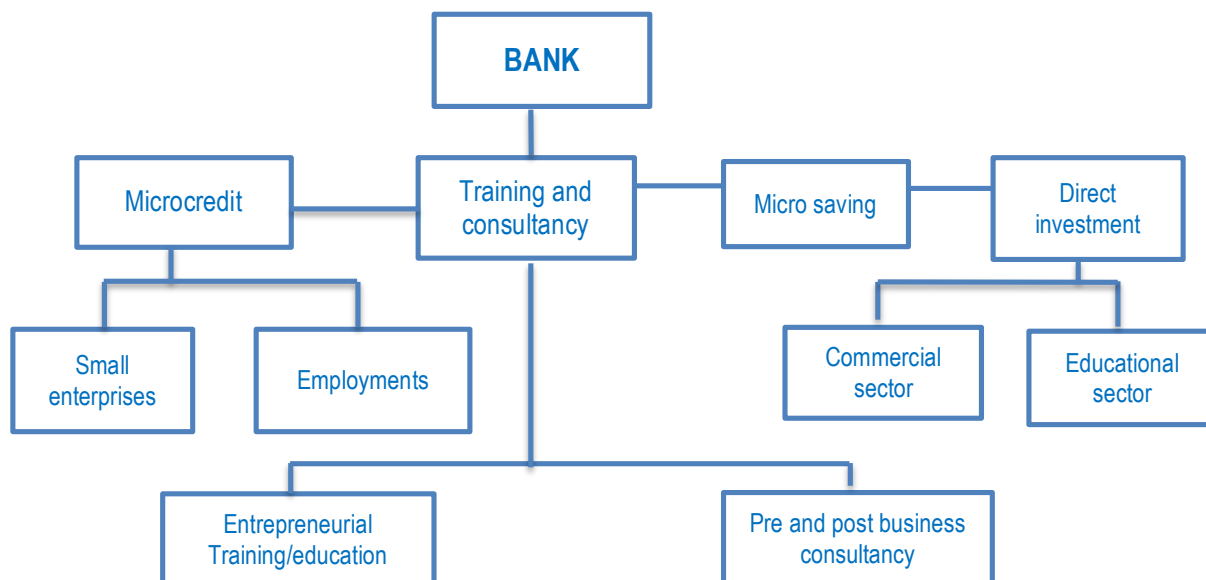 BANK
Microcredit
Training and
consultancy
Micro saving
Direct
investment
Small
enterprises
Employments
Commercial
sector
Educational
sector
Entrepreneurial
Training/education
Pre and post business
consultancy